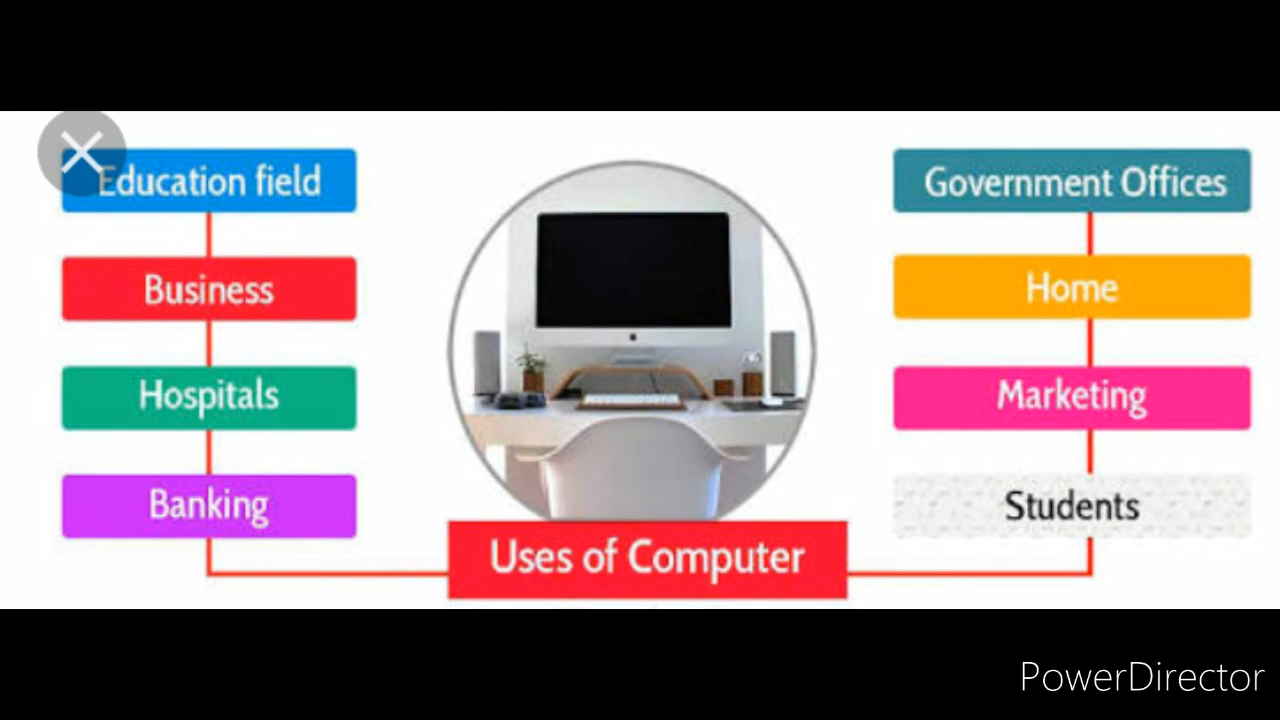 Education field
Business
Hospitals
Banking
Government Offices
Home
Marketing
Students
Uses of Computer
PowerDirector